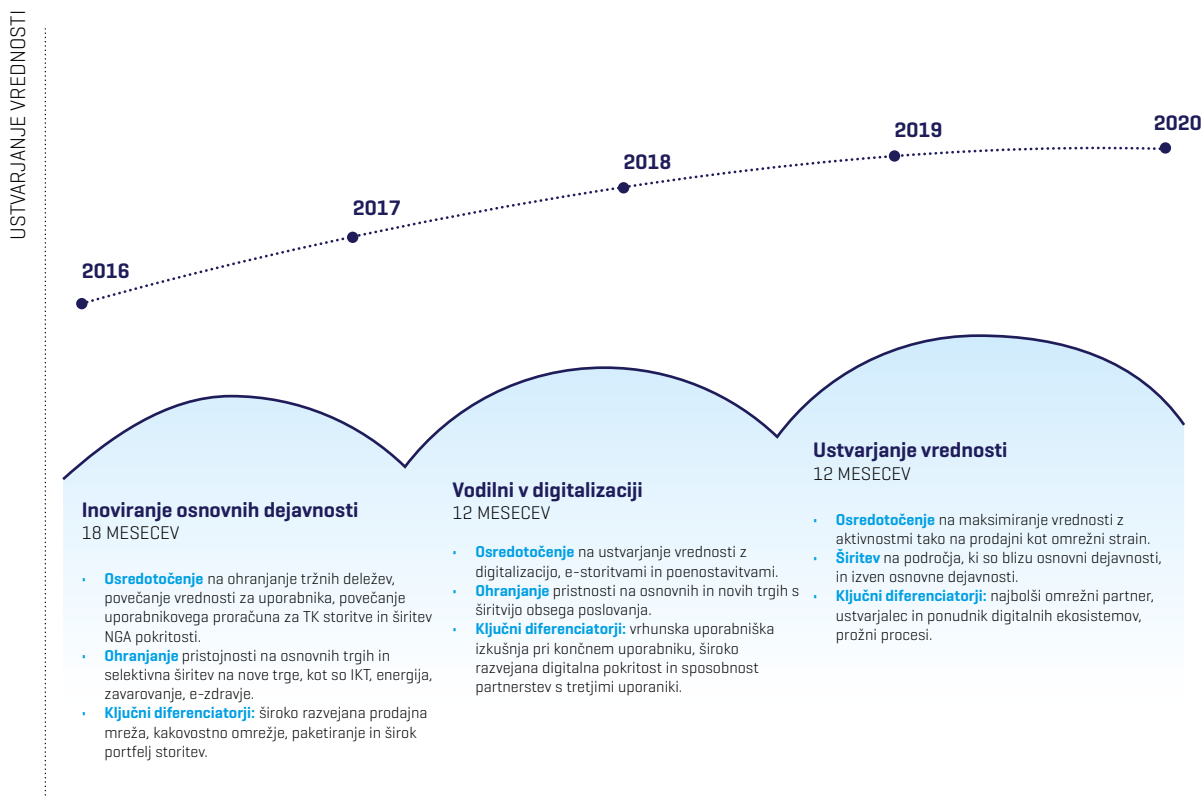 USTVARJANJE VREDNOSTI
2016
2017
2018
2019
2020
Inoviranje osnovnih dejavnosti
18 MESECEV
· Osredotočenje na ohranjanje tržnih deležev,
povečanje vrednosti za uporabnika, povečanje
uporabnikovega proračuna za TK storitve in širitev
NGA pokritosti.
· Ohranjanje pristojnosti na osnovnih trgih in
selektivna širitev na nove trge, kot so IKT, energija,
zavarovanje, e-zdravje.
· Ključni diferenciatorji: široko razvejana prodajna
mreža, kakovostno omrežje, paketiranje in širok
portfelj storitev.
Vodilni v digitalizaciji
12 MESECEV
· Osredotočenje na ustvarjanje vrednosti z
digitalizacijo, e-storitvami in poenostavitvami.
· Ohranjanje pristnosti na osnovnih in novih trgih s
širitvijo obsega poslovanja.
· Ključni diferenciatorji: vrhunska uporabniška
izkušnja pri končnem uporabniku, široko
razvejana digitalna pokritost in sposobnost
partnerstev s tretjimi uporaniki.
Ustvarjanje vrednosti
12 MESECEV
· Osredotočenje na maksimiranje vrednosti z
aktivnostmi tako na prodajni kot omrežni strain.
· Širitev na področja, ki so blizu osnovni dejavnosti,
in izven osnovne dejavnosti.
· Ključni diferenciatorji: najbolši omrežni partner,
ustvarjalec in ponudnik digitalnih ekosistemov,
prožni procesi.